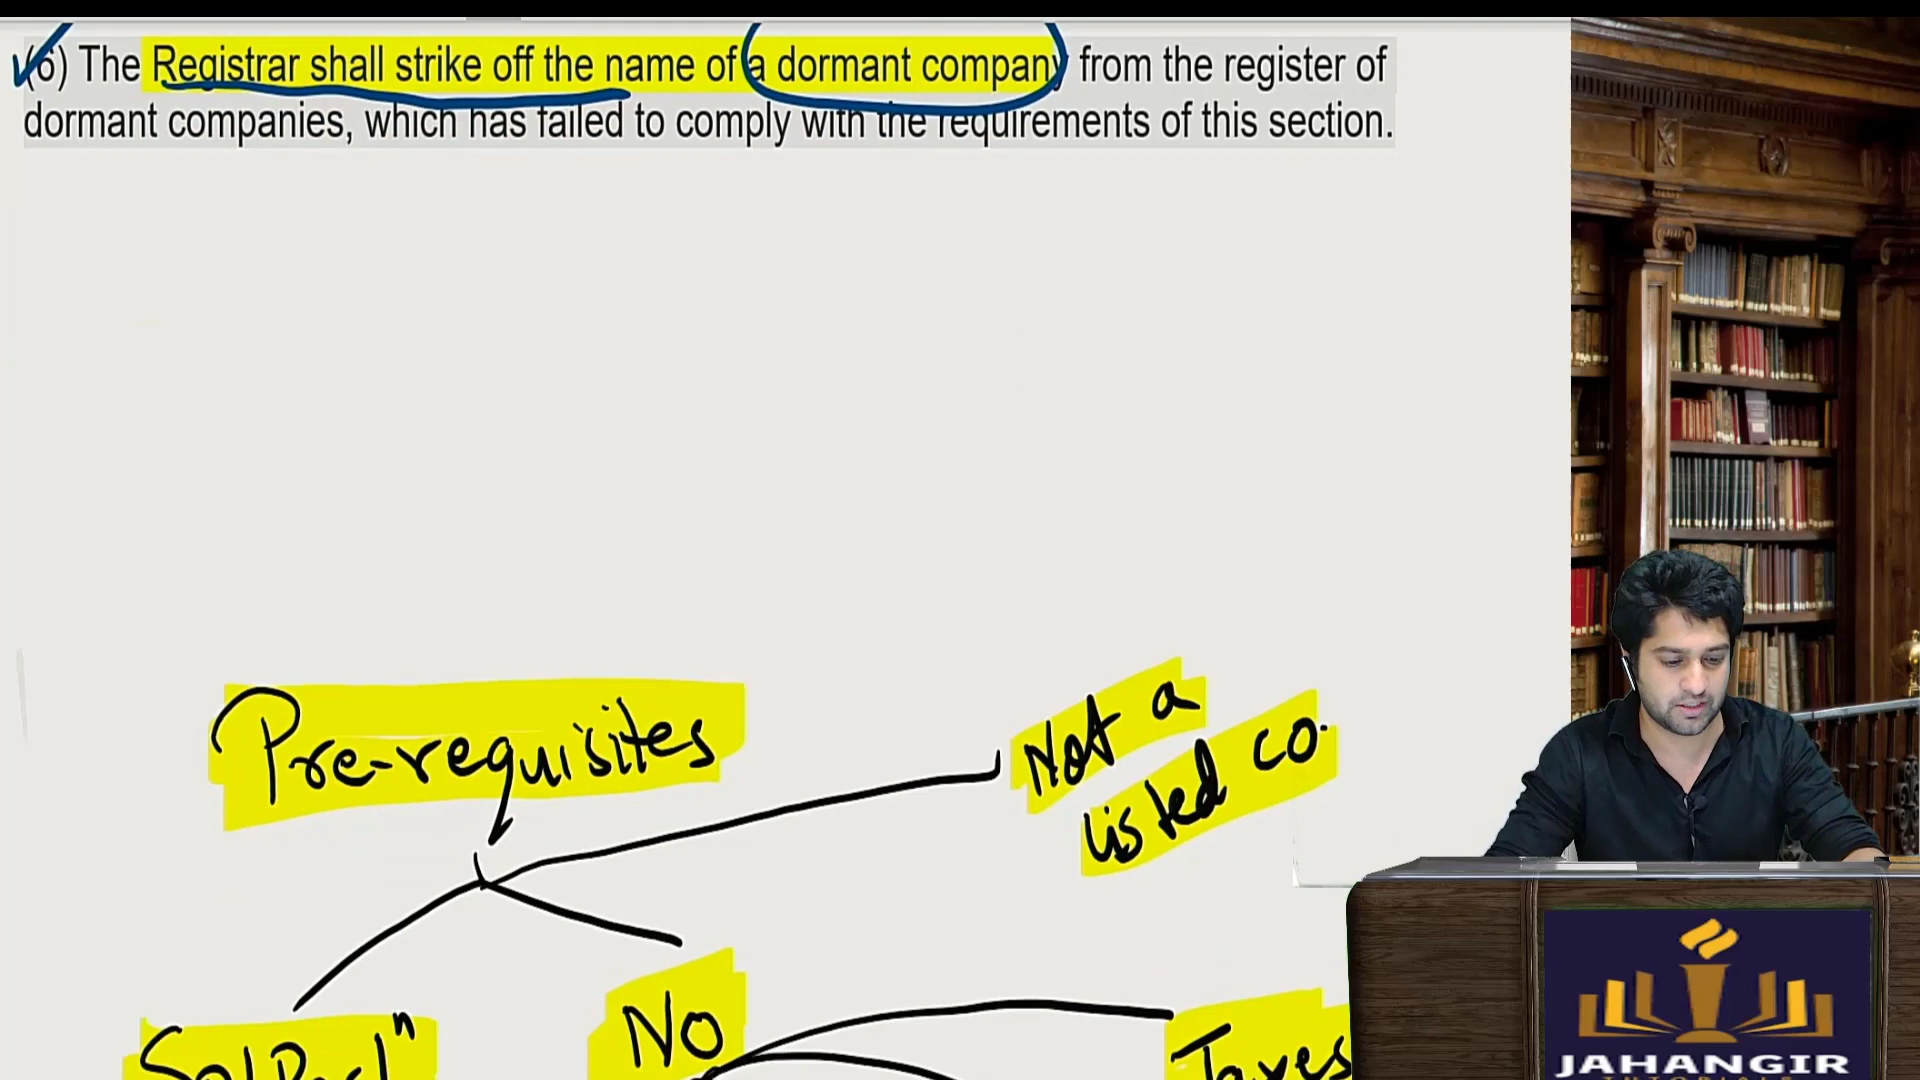 (6) The Registrar shall strike off the name of a dormant company from the register of
dormant companies, which has failed to comply with the requirements of this section.
Pre-requisites
Not a
listed co.
No
Taxes
JAHANGIR